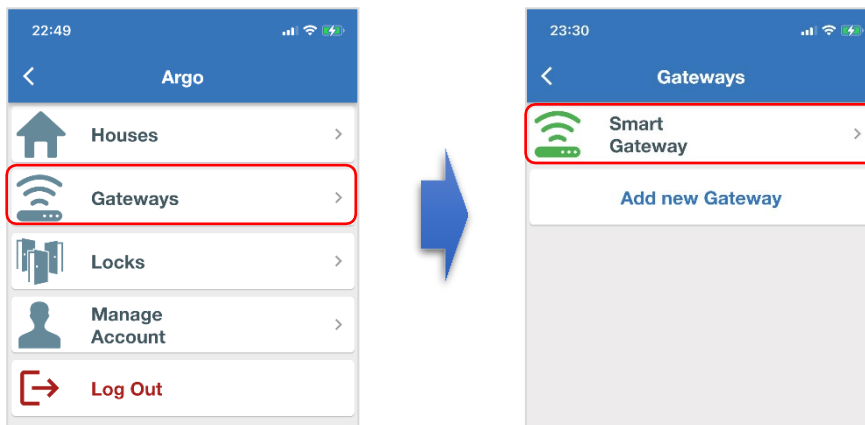 22:49
Argo
Houses
Gateways
Locks
Manage
Account
Log Out
23:30
Gateways
Smart
Gateway
Add new Gateway